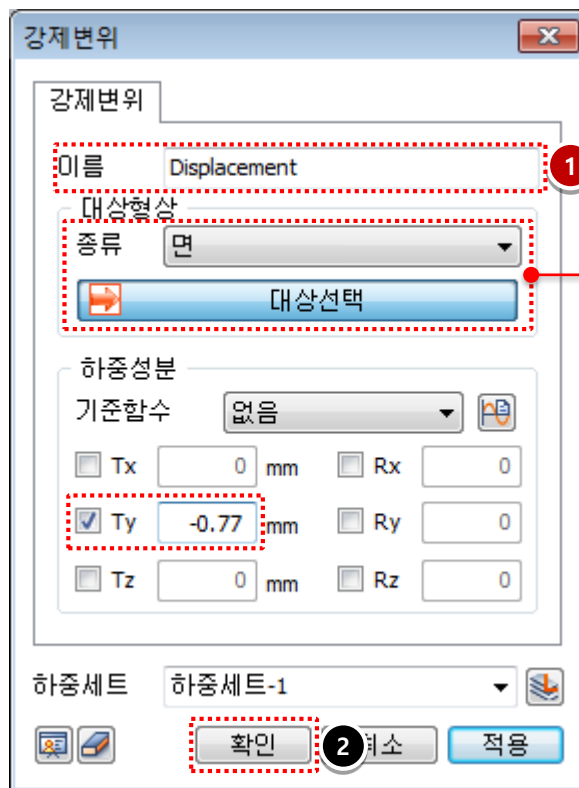 강제변위
강제변위
이름 Displacement 1
대상형상
종류 면
대상선택
하중성분
기준함수 없음
Tx 0 mm Rx 0
Ty -0.77 mm Ry 0
Tz 0 mm Rz 0
하중세트 하중세트-1
확인 2 적용